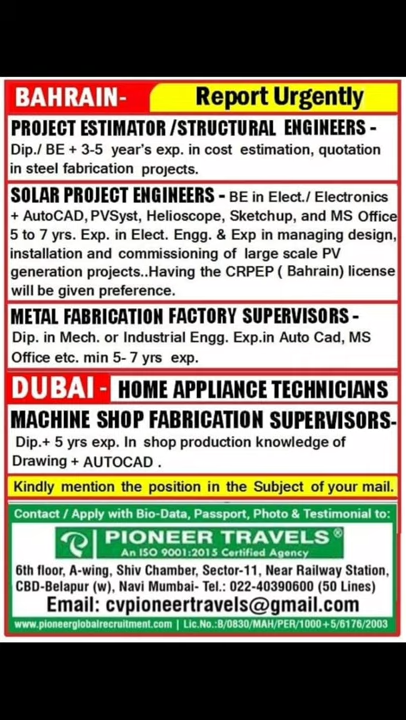 BAHRAIN- Report Urgently
PROJECT ESTIMATOR /STRUCTURAL ENGINEERS -
Dip./ BE + 3-5 year's exp. in cost estimation, quotation
in steel fabrication projects.
SOLAR PROJECT ENGINEERS - BE in Elect./ Electronics
+ AutoCAD, PVSyst, Helioscope, Sketchup, and MS Office
5 to 7 yrs. Exp. in Elect. Engg. & Exp in managing design,
installation and commissioning of large scale PV
generation projects..Having the CRPEP ( Bahrain) license
will be given preference.
METAL FABRICATION FACTORY SUPERVISORS -
Dip. in Mech. or Industrial Engg. Exp.in Auto Cad, MS
Office etc. min 5- 7 yrs exp.
DUBAI - HOME APPLIANCE TECHNICIANS
MACHINE SHOP FABRICATION SUPERVISORS-
Dip.+ 5 yrs exp. In shop production knowledge of
Drawing + AUTOCAD .
Kindly mention the position in the Subject of your mail.
Contact / Apply with Bio-Data, Passport, Photo & Testimonial to:
PIONEER TRAVELS®
An ISO 9001:2015 Certified Agency
6th floor, A-wing, Shiv Chamber, Sector-11, Near Railway Station,
CBD-Belapur (w), Navi Mumbai- Tel.: 022-40390600 (50 Lines)
Email: cvpioneertravels@gmail.com
www.pioneerglobalrecruitment.com | Lic.No.:B/0830/MAH/PER/1000+5/6176/2003